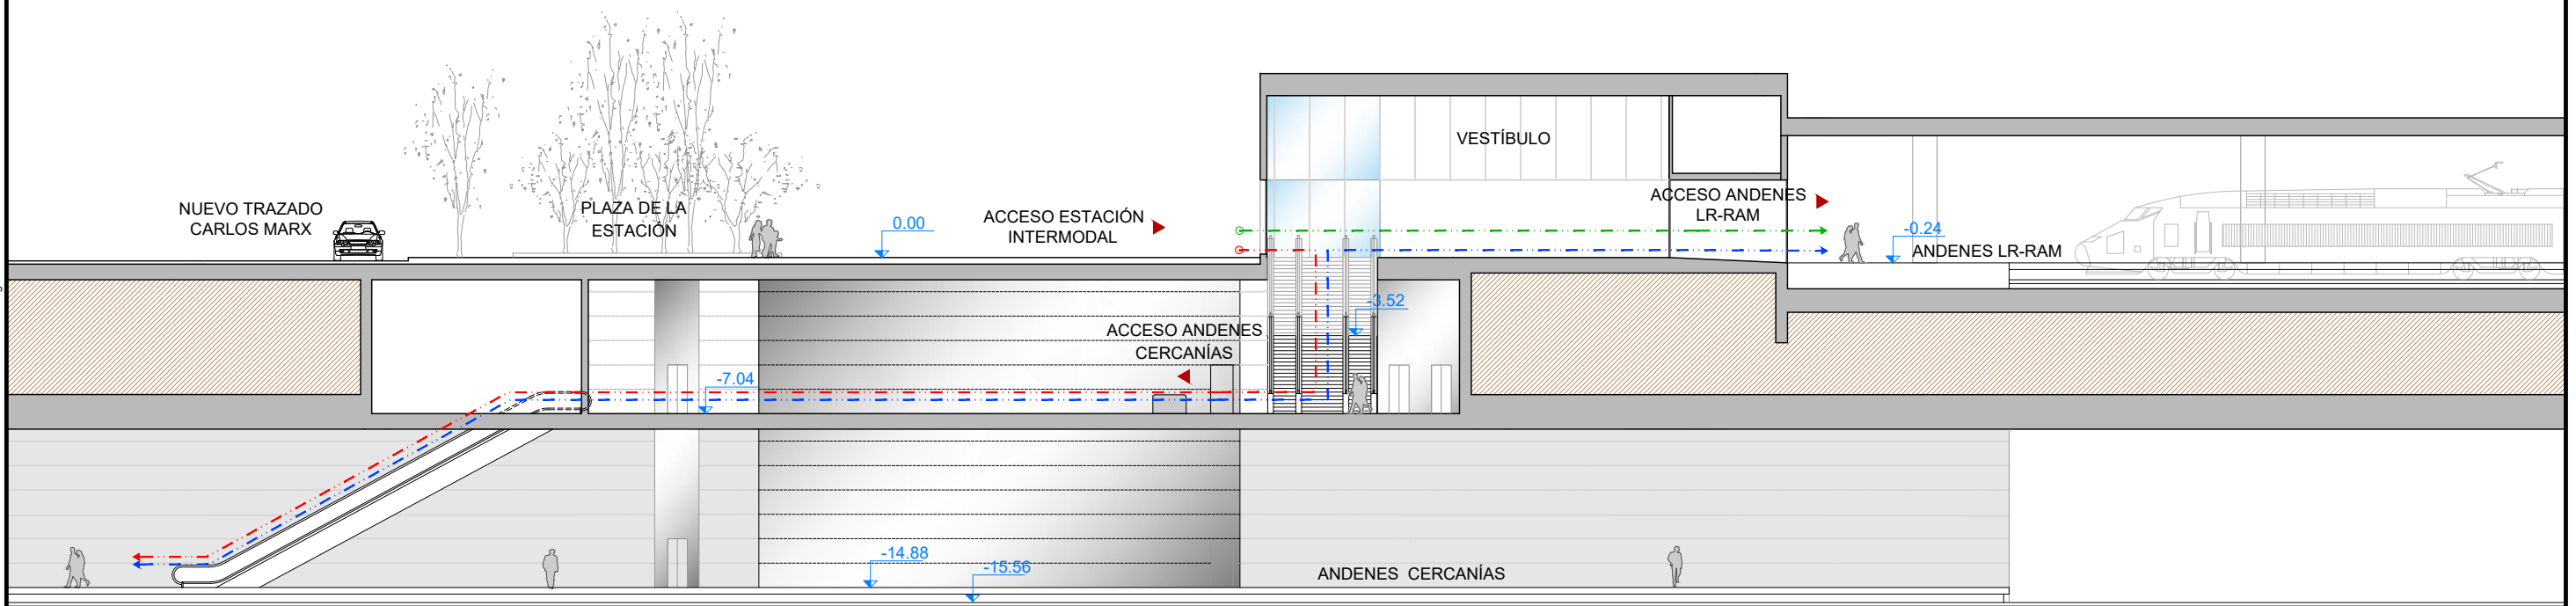 VESTÍBULO
NUEVO TRAZADO
CARLOS MARX
PLAZA DE LA
ESTACIÓN
0.00
ACCESO ESTACIÓN
INTERMODAL
ACCESO ANDENES
LR-RAM
-0.24
ANDENES LR-RAM
-3.52
ACCESO ANDENES
CERCANÍAS
-7.04
-14.88
-15.56
ANDENES CERCANÍAS